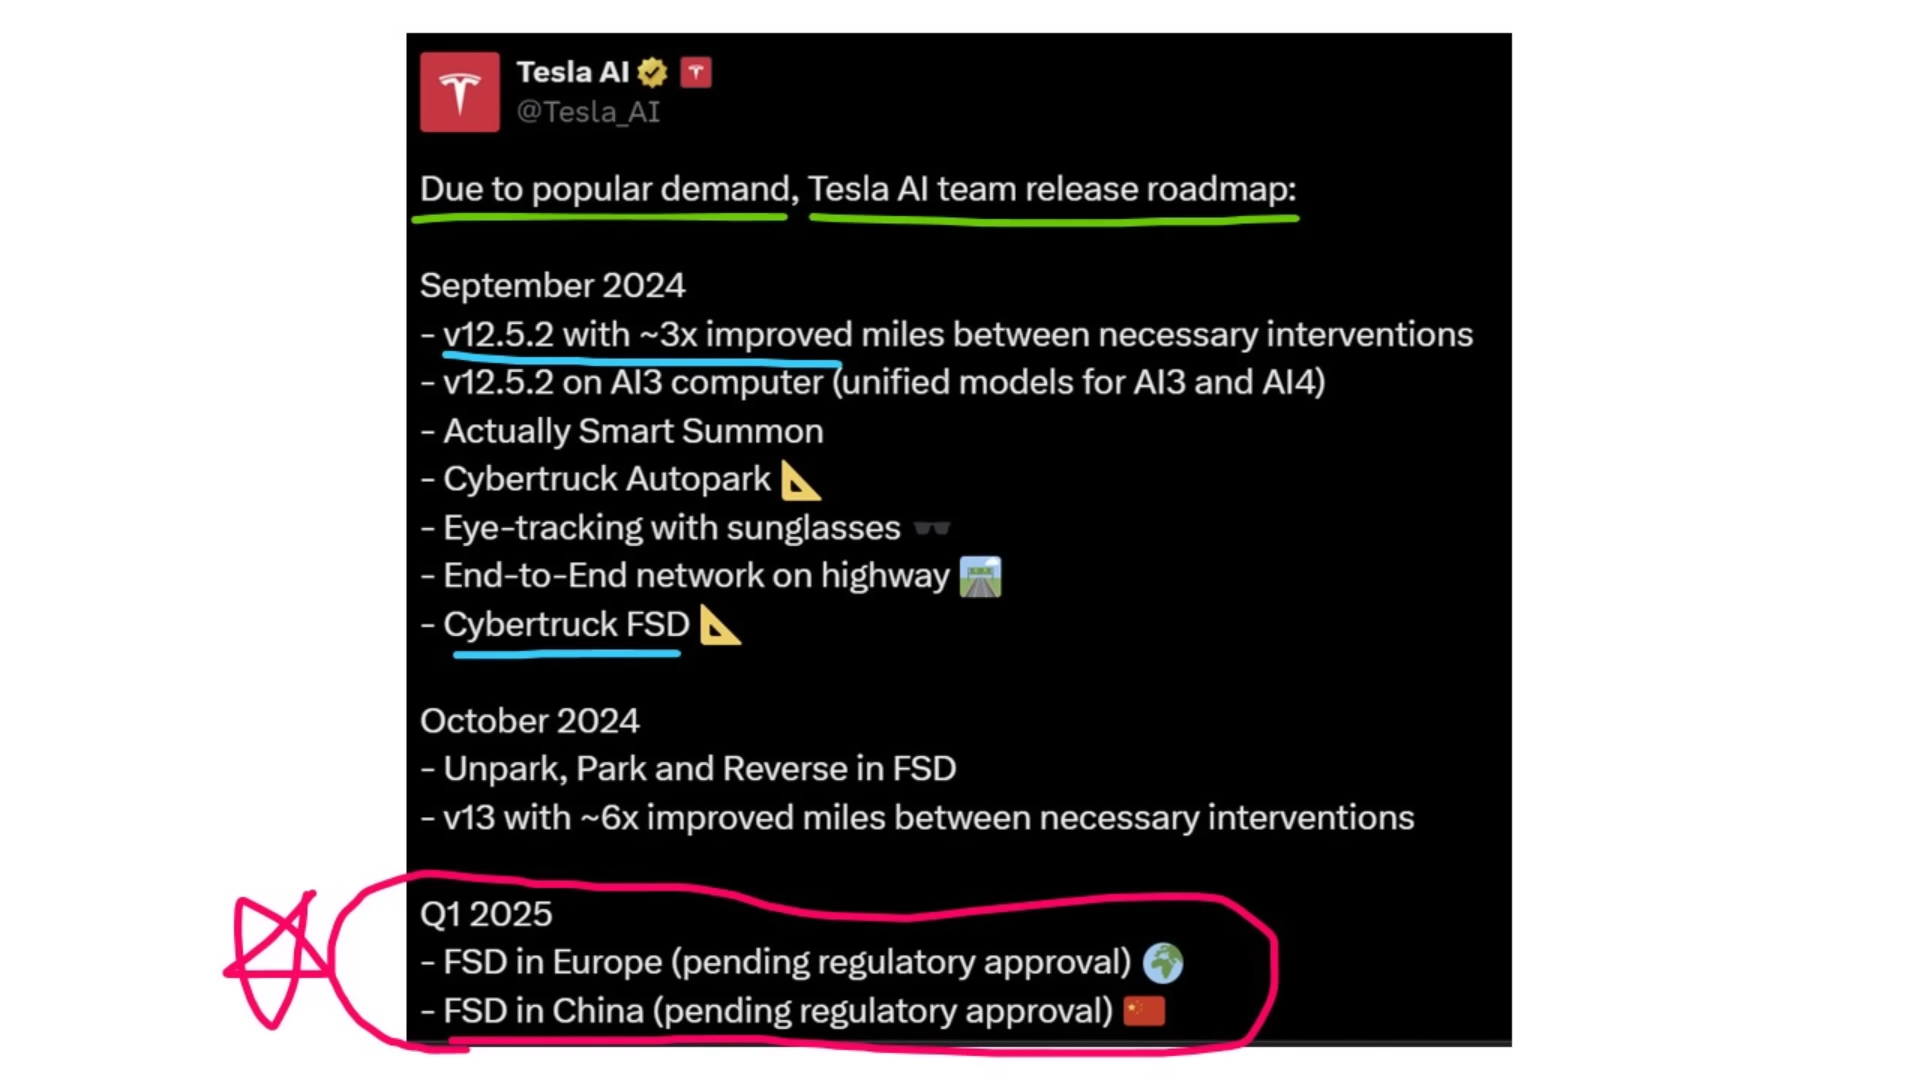 Tesla AI
@Tesla_AI
Due to popular demand, Tesla AI team release roadmap:
September 2024
- v12.5.2 with ~3x improved miles between necessary interventions
- v12.5.2 on AI3 computer (unified models for AI3 and AI4)
- Actually Smart Summon
- Cybertruck Autopark 📐
- Eye-tracking with sunglasses 🕶️
- End-to-End network on highway 🛣️
- Cybertruck FSD 📐
October 2024
- Unpark, Park and Reverse in FSD
- v13 with ~6x improved miles between necessary interventions
Q1 2025
- FSD in Europe (pending regulatory approval) 🌍
- FSD in China (pending regulatory approval) 🇨🇳